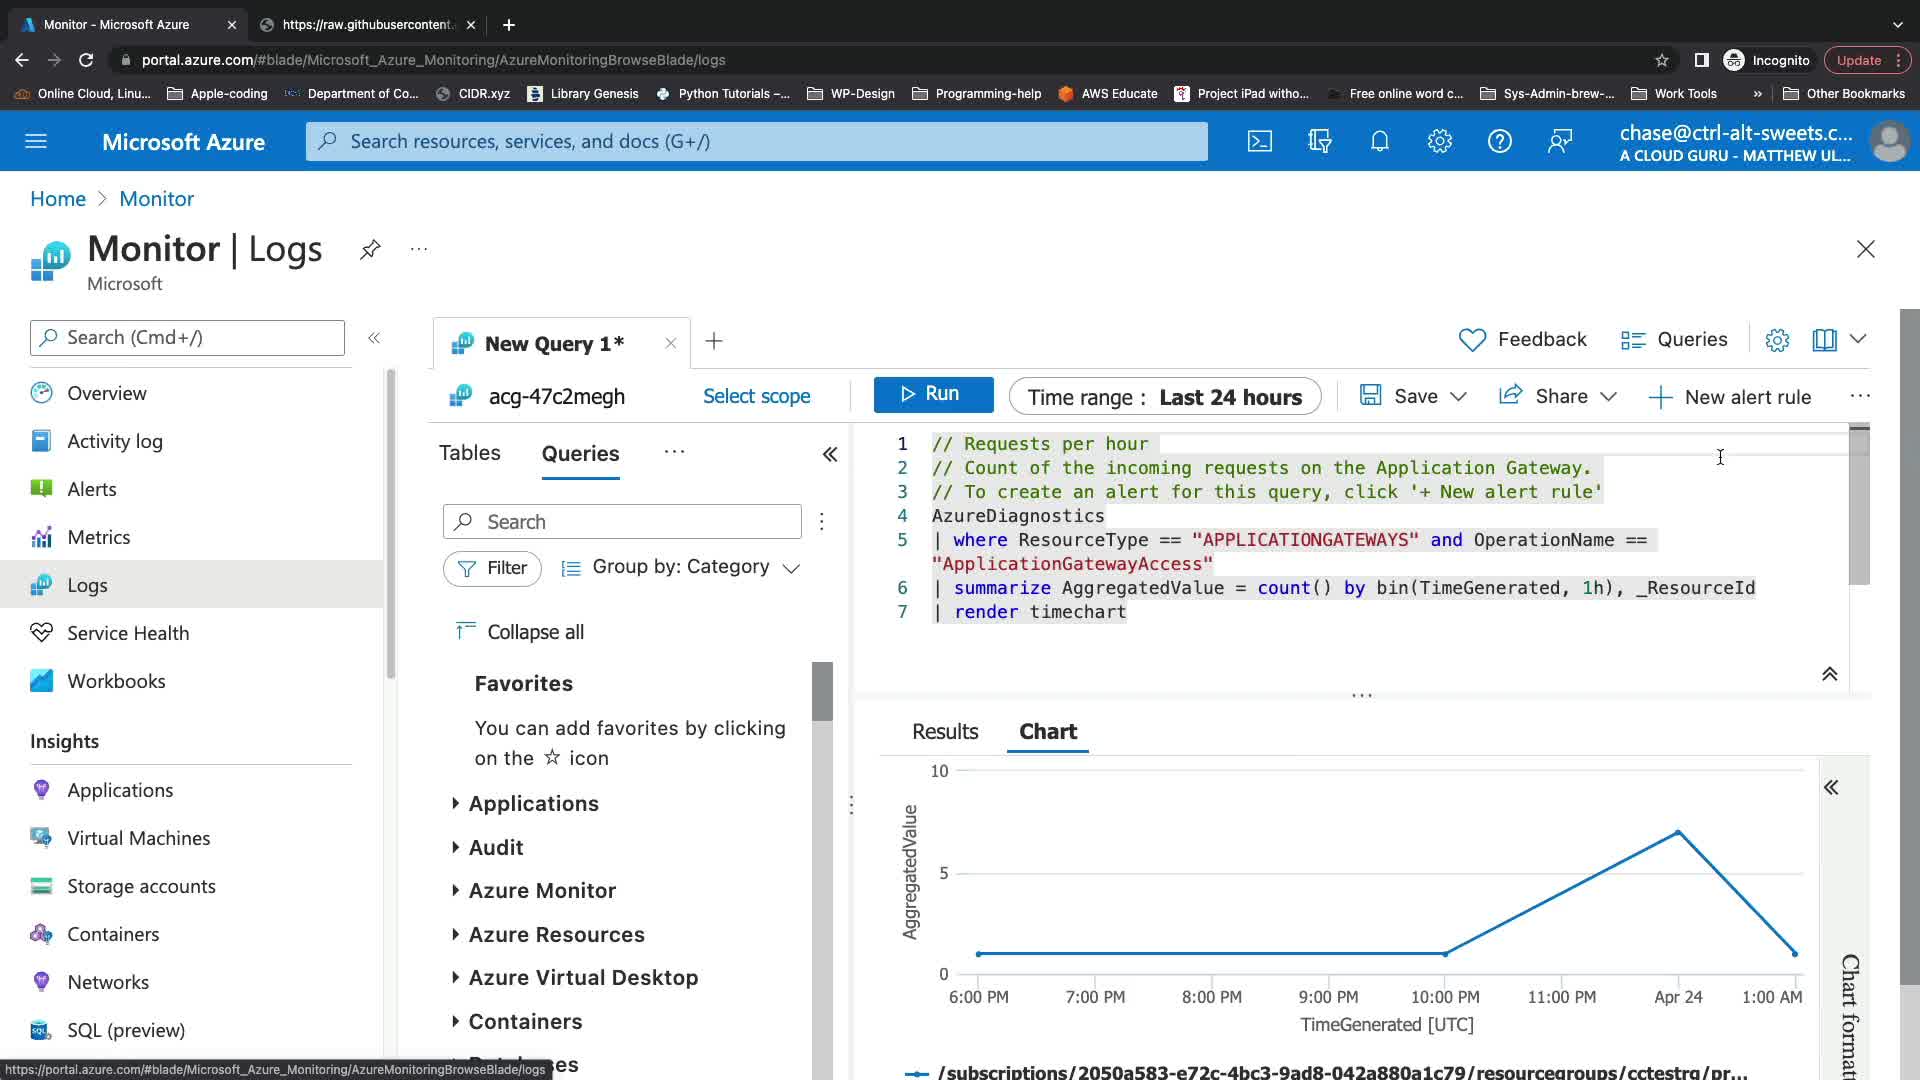 Monitor - Microsoft Azure
https://raw.githubusercontent.
portal.azure.com/#blade/Microsoft_Azure_Monitoring/AzureMonitoringBrowseBlade/logs
Incognito
Update
Online Cloud, Linu...
Apple-coding
Department of Co...
CIDR.xyz
Library Genesis
Python Tutorials –...
WP-Design
Programming-help
AWS Educate
Project iPad witho...
Free online word c...
Sys-Admin-brew-...
Work Tools
»
Other Bookmarks
Microsoft Azure
Search resources, services, and docs (G+/)
chase@ctrl-alt-sweets.c...
A CLOUD GURU - MATTHEW UL...
Home > Monitor
Monitor | Logs
...
Microsoft
Search (Cmd+/)
«
Overview
Activity log
Alerts
Metrics
Logs
Service Health
Workbooks
Insights
Applications
Virtual Machines
Storage accounts
Containers
Networks
SQL (preview)
https://portal.azure.com/#blade/Microsoft_Azure_Monitoring/AzureMonitoringBrowseBlade/logs
New Query 1*
Feedback
Queries
acg-47c2megh
Select scope
Run
Time range : Last 24 hours
Save
Share
New alert rule
...
Tables
Queries
...
«
Search
Filter
Group by: Category
Collapse all
Favorites
You can add favorites by clicking
on the ☆ icon
Applications
Audit
Azure Monitor
Azure Resources
Azure Virtual Desktop
Containers
1 // Requests per hour
2 // Count of the incoming requests on the Application Gateway.
3 // To create an alert for this query, click '+ New alert rule'
4 AzureDiagnostics
5 | where ResourceType == "APPLICATIONGATEWAYS" and OperationName ==
"ApplicationGatewayAccess"
6 | summarize AggregatedValue = count() by bin(TimeGenerated, 1h), _ResourceId
7 | render timechart
...
Results
Chart
«
AggregatedValue
10
5
0
6:00 PM
7:00 PM
8:00 PM
9:00 PM
10:00 PM
11:00 PM
Apr 24
1:00 AM
TimeGenerated [UTC]
/subscriptions/2050a583-e72c-4bc3-9ad8-042a880a1c79/resourcegroups/cctestrg/pr...
Chart format